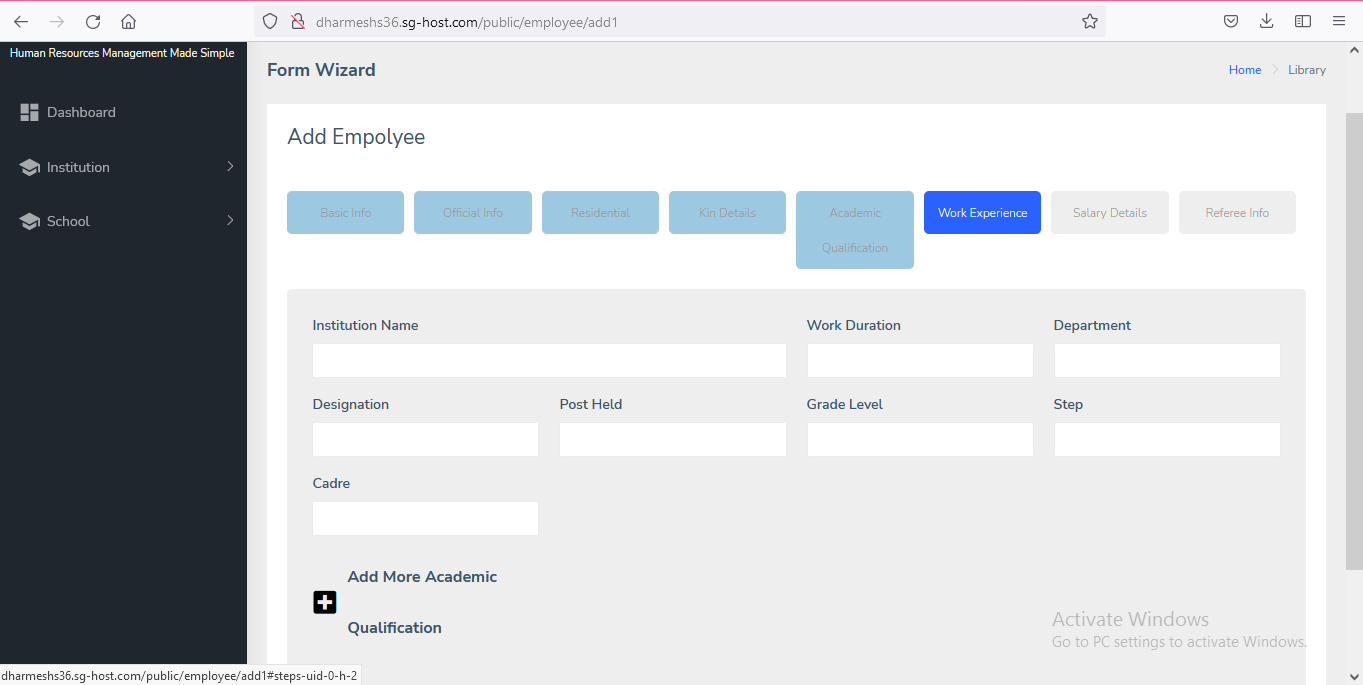 dharmeshs36.sg-host.com/public/employee/add1
Human Resources Management Made Simple
Dashboard
Institution
School
Form Wizard
Home
Library
Add Empolyee
Basic Info
Official Info
Residential
Kin Details
Academic
Qualification
Work Experience
Salary Details
Referee Info
Institution Name
Work Duration
Department
Designation
Post Held
Grade Level
Step
Cadre
Add More Academic
Qualification
Activate Windows
Go to PC settings to activate Windows.
dharmeshs36.sg-host.com/public/employee/add1#steps-uid-0-h-2